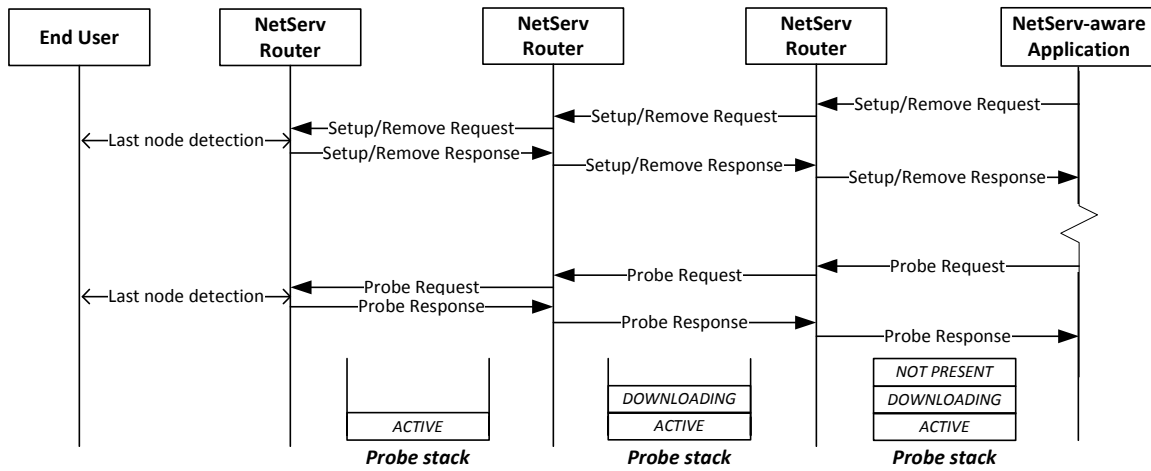 End User
NetServ
Router
NetServ
Router
NetServ
Router
NetServ-aware
Application
Setup/Remove Request
Setup/Remove Request
Setup/Remove Request
Last node detection
Setup/Remove Response
Setup/Remove Response
Setup/Remove Response
Probe Request
Probe Request
Probe Request
Last node detection
Probe Response
Probe Response
Probe Response
NOT PRESENT
DOWNLOADING
DOWNLOADING
ACTIVE
ACTIVE
ACTIVE
Probe stack
Probe stack
Probe stack